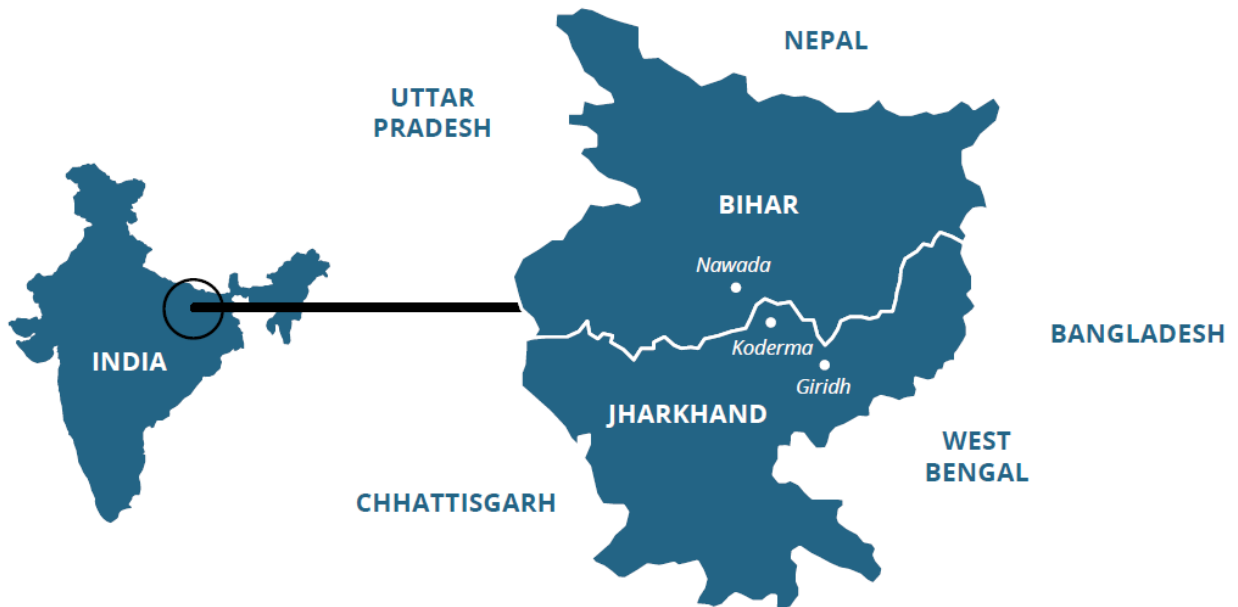 NEPAL
UTTAR
PRADESH
BIHAR
Nawada
INDIA
Koderma
BANGLADESH
Giridh
JHARKHAND
WEST
BENGAL
CHHATTISGARH